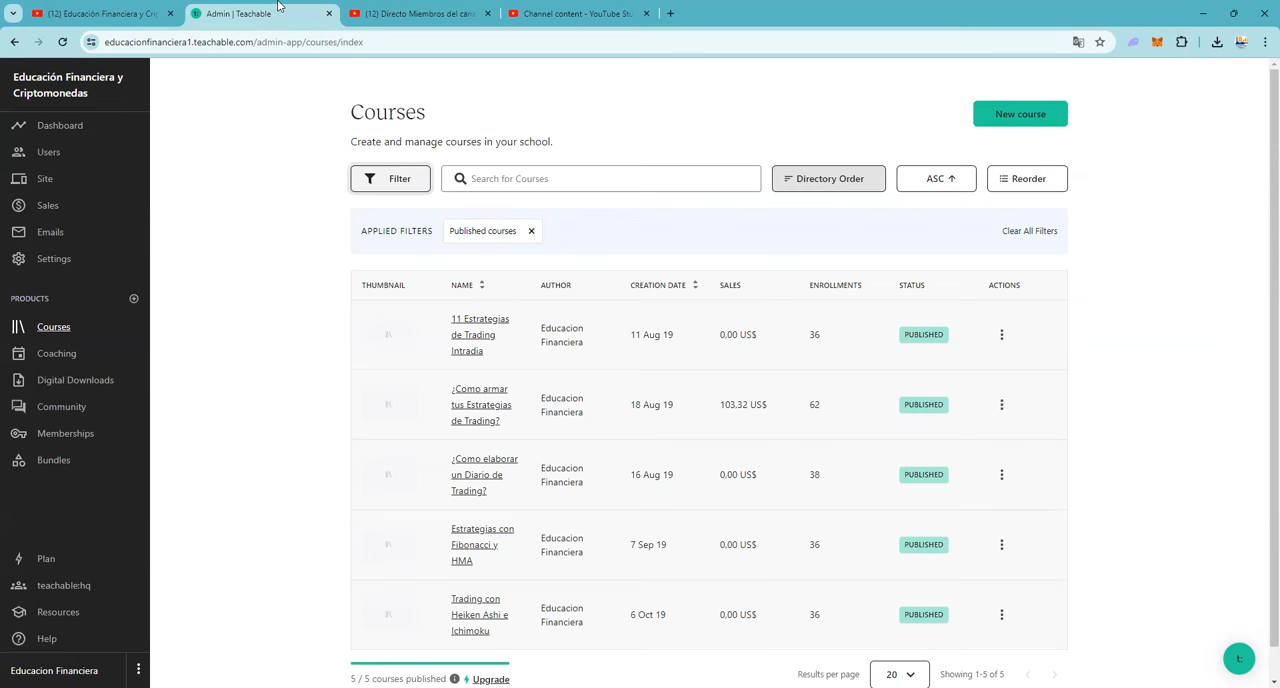 (12) Educación Financiera y Crip
Admin | Teachable
(12) Directo Miembros del cana
Channel content - YouTube Stu
educacionfinanciera1.teachable.com/admin-app/courses/index
Educación Financiera y
Criptomonedas
Dashboard
Users
Site
Sales
Emails
Settings
PRODUCTS
Courses
Coaching
Digital Downloads
Community
Memberships
Bundles
Plan
teachable:hq
Resources
Help
Educacion Financiera
Courses
New course
Create and manage courses in your school.
Filter
Search for Courses
Directory Order
ASC ↑
Reorder
APPLIED FILTERS
Published courses
Clear All Filters
THUMBNAIL NAME AUTHOR CREATION DATE SALES ENROLLMENTS STATUS ACTIONS
11 Estrategias
de Trading
Intradia
Educacion
Financiera
11 Aug 19
0,00 US$
36
PUBLISHED
¿Como armar
tus Estrategias
de Trading?
Educacion
Financiera
18 Aug 19
103,32 US$
62
PUBLISHED
¿Como elaborar
un Diario de
Trading?
Educacion
Financiera
16 Aug 19
0,00 US$
38
PUBLISHED
Estrategias con
Fibonacci y
HMA
Educacion
Financiera
7 Sep 19
0,00 US$
36
PUBLISHED
Trading con
Heiken Ashi e
Ichimoku
Educacion
Financiera
6 Oct 19
0,00 US$
36
PUBLISHED
5 / 5 courses published
Upgrade
Results per page
20
Showing 1-5 of 5
t: